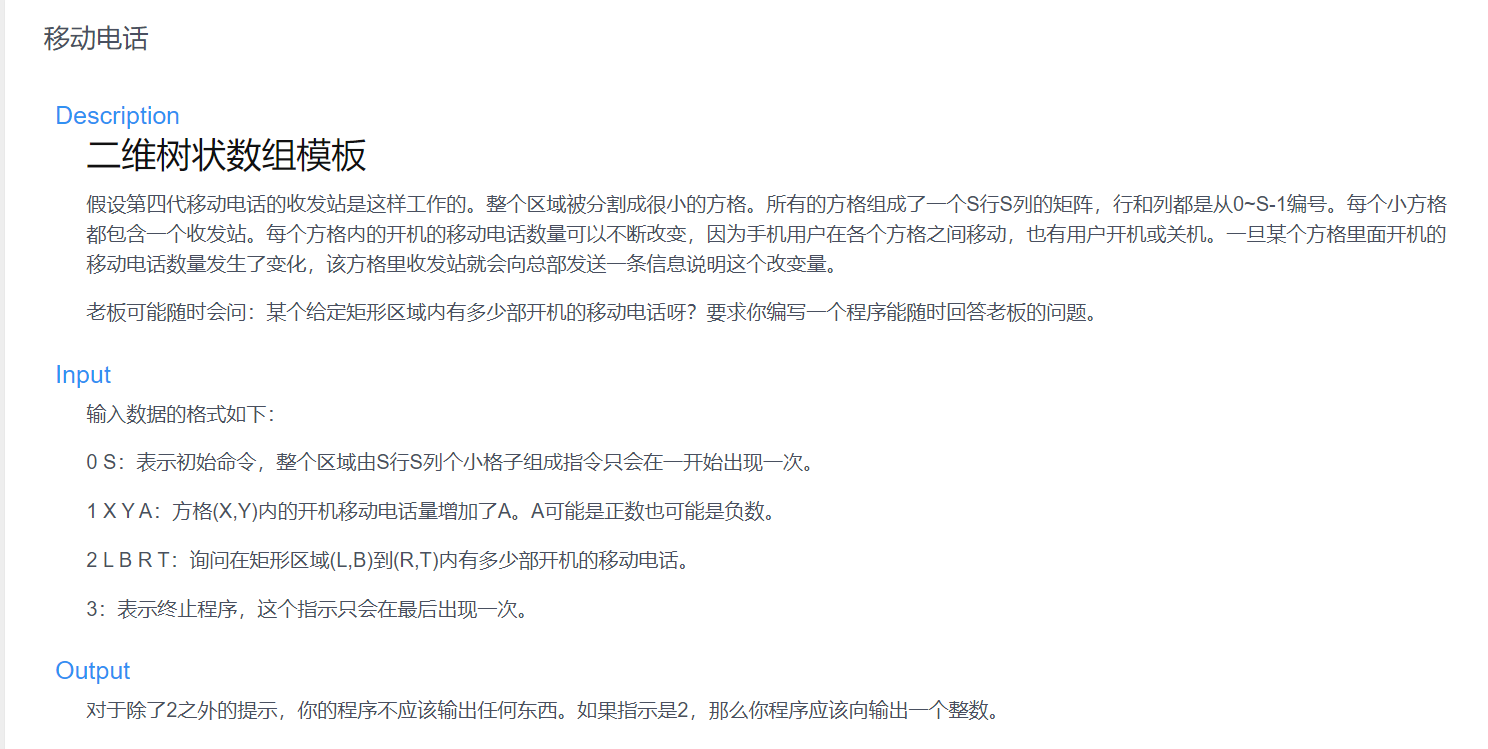 移动电话
Description
二维树状数组模板
假设第四代移动电话的收发站是这样工作的。整个区域被分割成很小的方格。所有的方格组成了一个S行S列的矩阵，行和列都是从0~S-1编号。每个小方格
都包含一个收发站。每个方格内的开机的移动电话数量可以不断改变，因为手机用户在各个方格之间移动，也有用户开机或关机。一旦某个方格里面开机的
移动电话数量发生了变化，该方格里收发站就会向总部发送一条信息说明这个改变量。
老板可能随时会问：某个给定矩形区域内有多少部开机的移动电话呀？要求你编写一个程序能随时回答老板的问题。
Input
输入数据的格式如下：
0 S：表示初始命令，整个区域由S行S列个小格子组成指令只会在一开始出现一次。
1 X Y A：方格(X,Y)内的开机移动电话量增加了A。A可能是正数也可能是负数。
2 L B R T：询问在矩形区域(L,B)到(R,T)内有多少部开机的移动电话。
3：表示终止程序，这个指示只会在最后出现一次。
Output
对于除了2之外的提示，你的程序不应该输出任何东西。如果指示是2，那么你程序应该向输出一个整数。